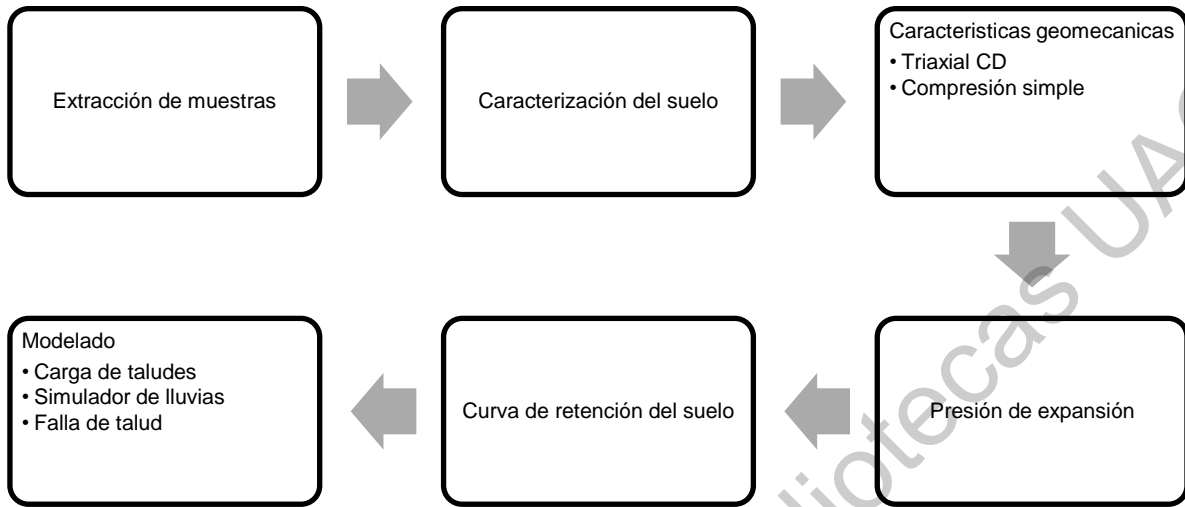 Extracción de muestras
Caracterización del suelo
Caracteristicas geomecanicas
• Triaxial CD
• Compresión simple
Presión de expansión
Curva de retención del suelo
Modelado
• Carga de taludes
• Simulador de lluvias
• Falla de talud